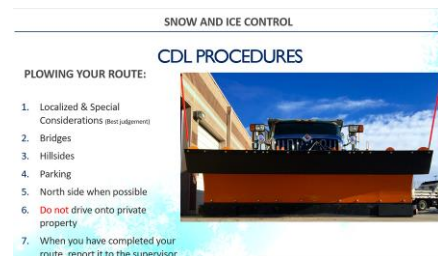 SNOW AND ICE CONTROL
CDL PROCEDURES
PLOWING YOUR ROUTE:
1. Localized & Special
Considerations (Best judgement)
2. Bridges
3. Hillsides
4. Parking
5. North side when possible
6. Do not drive onto private
property
7. When you have completed your
route, report it to the supervisor